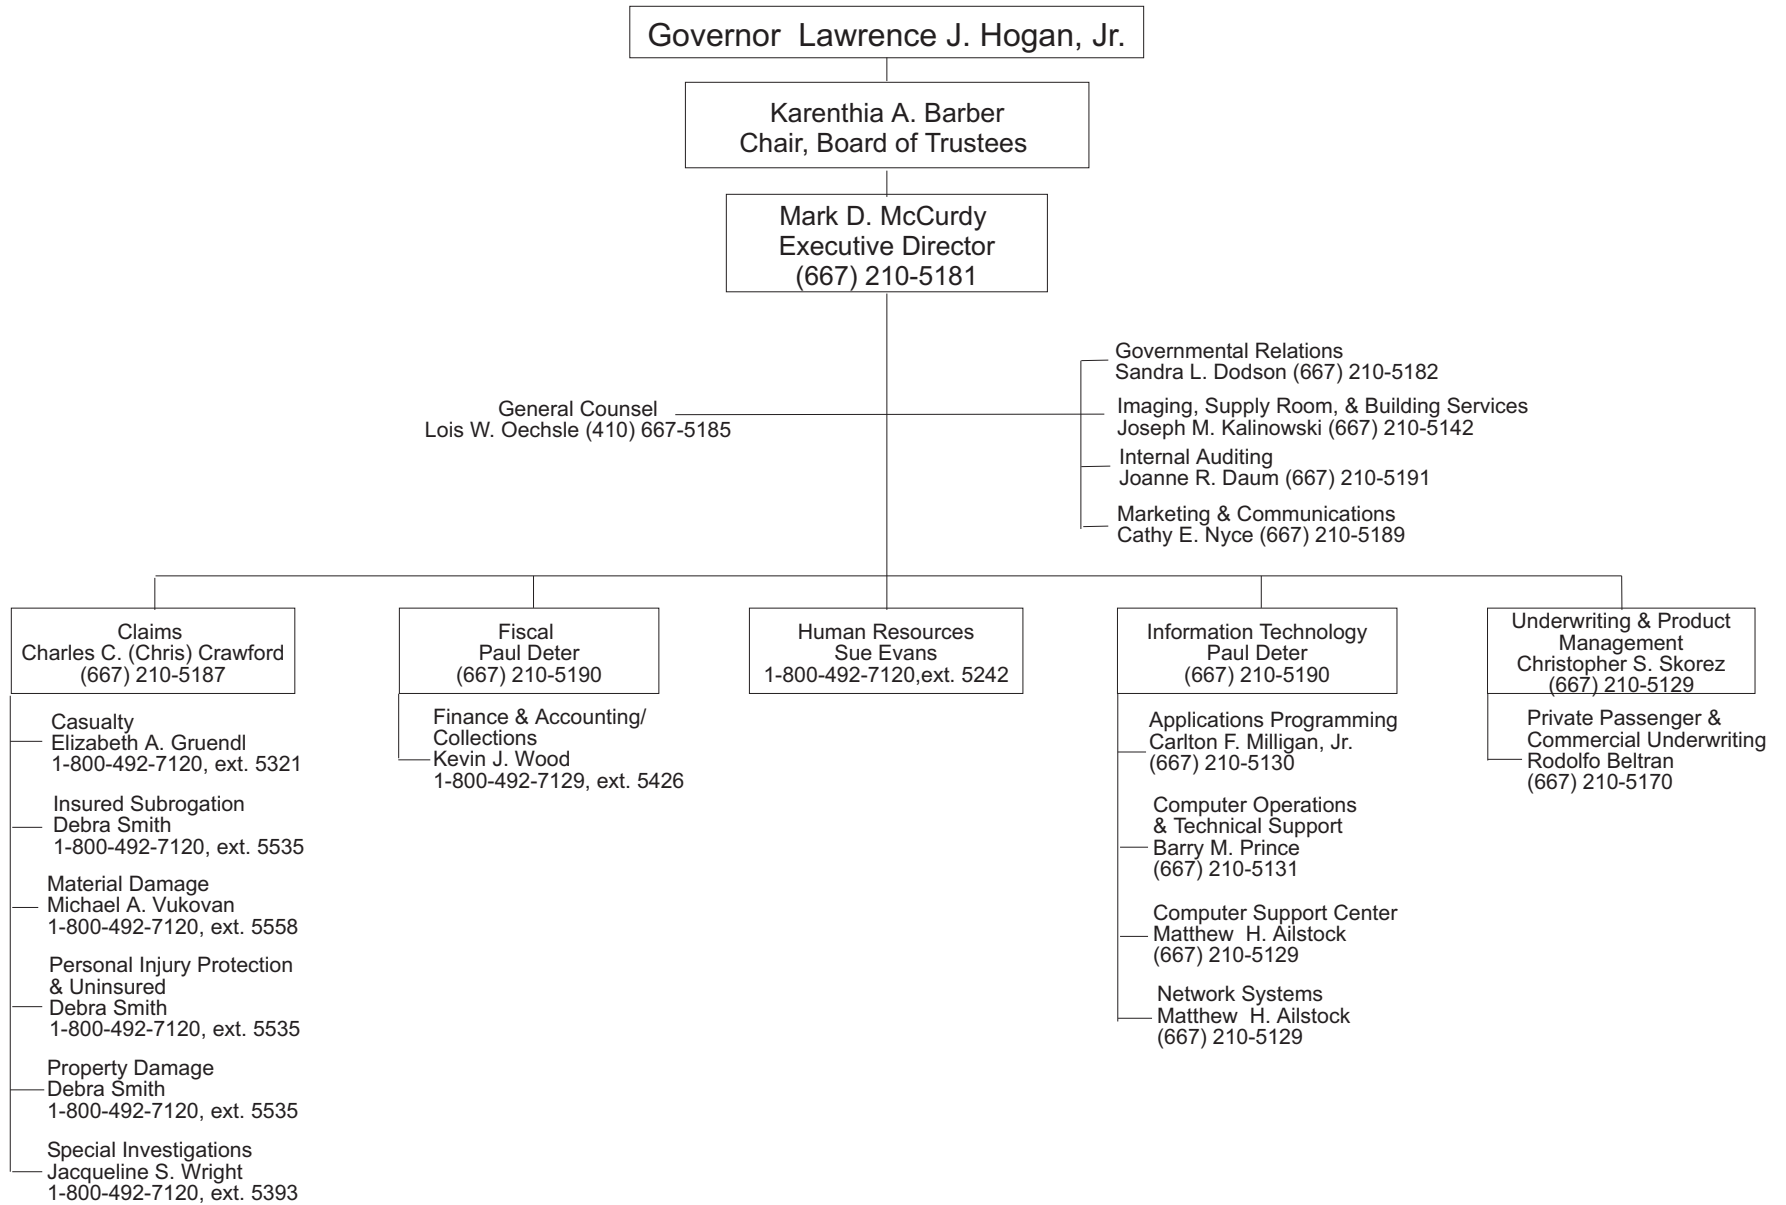 Governor Lawrence J. Hogan, Jr.
Karenthia A. Barber
Chair, Board of Trustees
Mark D. McCurdy
Executive Director
(667) 210-5181
General Counsel
Lois W. Oechsle (410) 667-5185
Governmental Relations
Sandra L. Dodson (667) 210-5182
Imaging, Supply Room, & Building Services
Joseph M. Kalinowski (667) 210-5142
Internal Auditing
Joanne R. Daum (667) 210-5191
Marketing & Communications
Cathy E. Nyce (667) 210-5189
Claims
Charles C. (Chris) Crawford
(667) 210-5187
Casualty
Elizabeth A. Gruendl
1-800-492-7120, ext. 5321
Insured Subrogation
Debra Smith
1-800-492-7120, ext. 5535
Material Damage
Michael A. Vukovan
1-800-492-7120, ext. 5558
Personal Injury Protection
& Uninsured
Debra Smith
1-800-492-7120, ext. 5535
Property Damage
Debra Smith
1-800-492-7120, ext. 5535
Special Investigations
Jacqueline S. Wright
1-800-492-7120, ext. 5393
Fiscal
Paul Deter
(667) 210-5190
Finance & Accounting/
Collections
Kevin J. Wood
1-800-492-7129, ext. 5426
Human Resources
Sue Evans
1-800-492-7120,ext. 5242
Information Technology
Paul Deter
(667) 210-5190
Applications Programming
Carlton F. Milligan, Jr.
(667) 210-5130
Computer Operations
& Technical Support
Barry M. Prince
(667) 210-5131
Computer Support Center
Matthew H. Ailstock
(667) 210-5129
Network Systems
Matthew H. Ailstock
(667) 210-5129
Underwriting & Product
Management
Christopher S. Skorez
(667) 210-5129
Private Passenger &
Commercial Underwriting
Rodolfo Beltran
(667) 210-5170